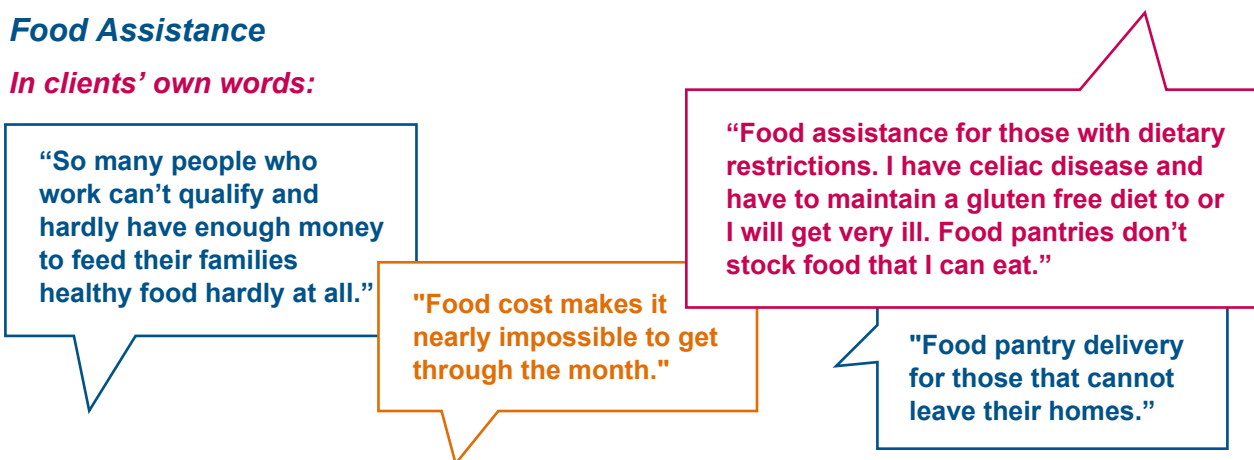 Food Assistance
In clients’ own words:
“So many people who
work can’t qualify and
hardly have enough money
to feed their families
healthy food hardly at all.”
"Food cost makes it
nearly impossible to get
through the month."
“Food assistance for those with dietary
restrictions. I have celiac disease and
have to maintain a gluten free diet to or
I will get very ill. Food pantries don’t
stock food that I can eat.”
"Food pantry delivery
for those that cannot
leave their homes.”